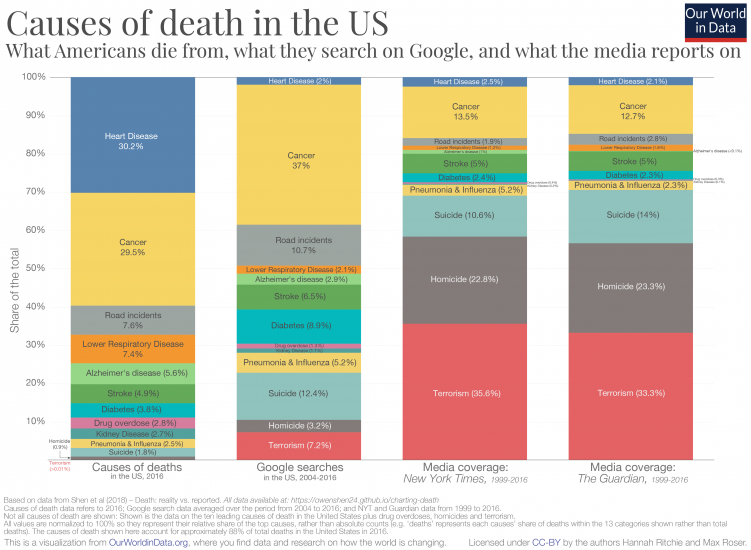 Causes of death in the US
Our World
in Data
What Americans die from, what they search on Google, and what the media reports on
Share of the total
100%
90%
80%
70%
60%
50%
40%
30%
20%
10%
Heart Disease
30.2%
Cancer
29.5%
Road incidents
7.6%
Lower Respiratory Disease
7.4%
Alzheimer's disease (5.6%)
Stroke (4.9%)
Diabetes (3.8%)
Drug overdose (2.8%)
Kidney Disease (2.7%)
Pneumonia & Influenza (2.5%)
Suicide (1.8%)
Homicide
(0.9%)
Terrorism
(<0.01%)
Causes of deaths
in the US, 2016
Heart Disease (2%)
Cancer
37%
Road incidents
10.7%
Lower Respiratory Disease (2.1%)
Alzheimer's disease (2.9%)
Stroke (6.5%)
Diabetes (8.9%)
Drug overdose
Kidney Disease
Pneumonia & Influenza (5.2%)
Suicide (12.4%)
Homicide (3.2%)
Terrorism (7.2%)
Google searches
in the US, 2004-2016
Heart Disease (2.5%)
Cancer
13.5%
Road incidents (1.9%)
Lower Respiratory Disease
Alzheimer's disease
Stroke (5%)
Diabetes (2.4%)
Pneumonia & Influenza (5.2%)
Suicide (10.6%)
Homicide (22.8%)
Terrorism (35.6%)
Media coverage:
New York Times, 1999-2016
Heart Disease (2.1%)
Cancer
12.7%
Road incidents (2.8%)
Lower Respiratory Disease
Alzheimer's disease
Stroke (5%)
Diabetes (2.3%)
Pneumonia & Influenza (2.3%)
Suicide (14%)
Homicide (23.3%)
Terrorism (33.3%)
Media coverage:
The Guardian, 1999-2016
Based on data from Shen et al (2018) – Death: reality vs. reported. All data available at: https://owenshen24.github.io/charting-death
Causes of death data refers to 2016; Google search data averaged over the period from 2004 to 2016; and NYT and Guardian data from 1999 to 2016.
Not all causes of death are shown: Shown is the data on the ten leading causes of death in the United States plus drug overdoses, homicides and terrorism.
All values are normalized to 100% so they represent their relative share of the top causes, rather than absolute counts (e.g. 'deaths' represents each causes' share of deaths within the 13 categories shown rather than total
deaths). The causes of death shown here account for approximately 88% of total deaths in the United States in 2016.
This is a visualization from OurWorldinData.org, where you find data and research on how the world is changing.
Licensed under CC-BY by the authors Hannah Ritchie and Max Roser.